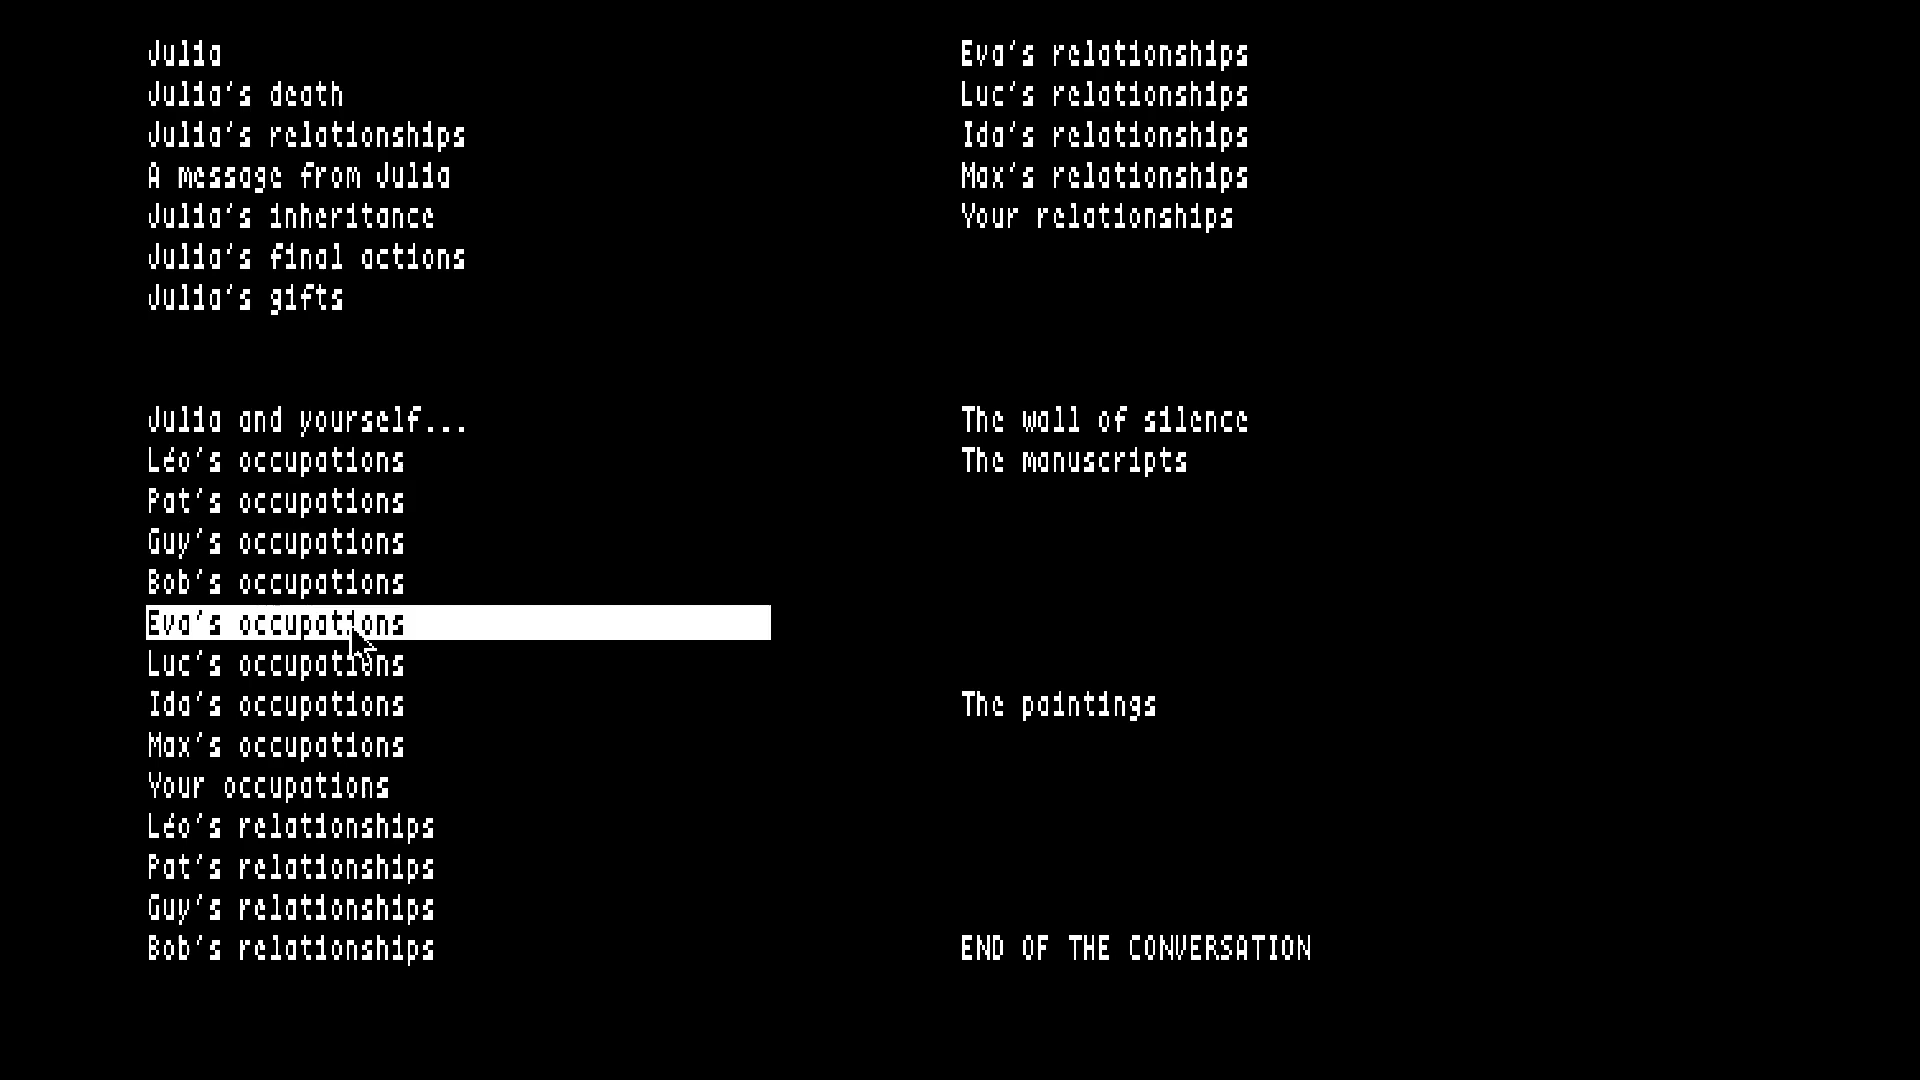 Julia
Julia's death
Julia's relationships
A message from Julia
Julia's inheritance
Julia's final actions
Julia's gifts
Julia and yourself...
Léo's occupations
Pat's occupations
Guy's occupations
Bob's occupations
Eva's occupations
Luc's occupations
Ida's occupations
Max's occupations
Your occupations
Léo's relationships
Pat's relationships
Guy's relationships
Bob's relationships
Eva's relationships
Luc's relationships
Ida's relationships
Max's relationships
Your relationships
The wall of silence
The manuscripts
The paintings
END OF THE CONVERSATION